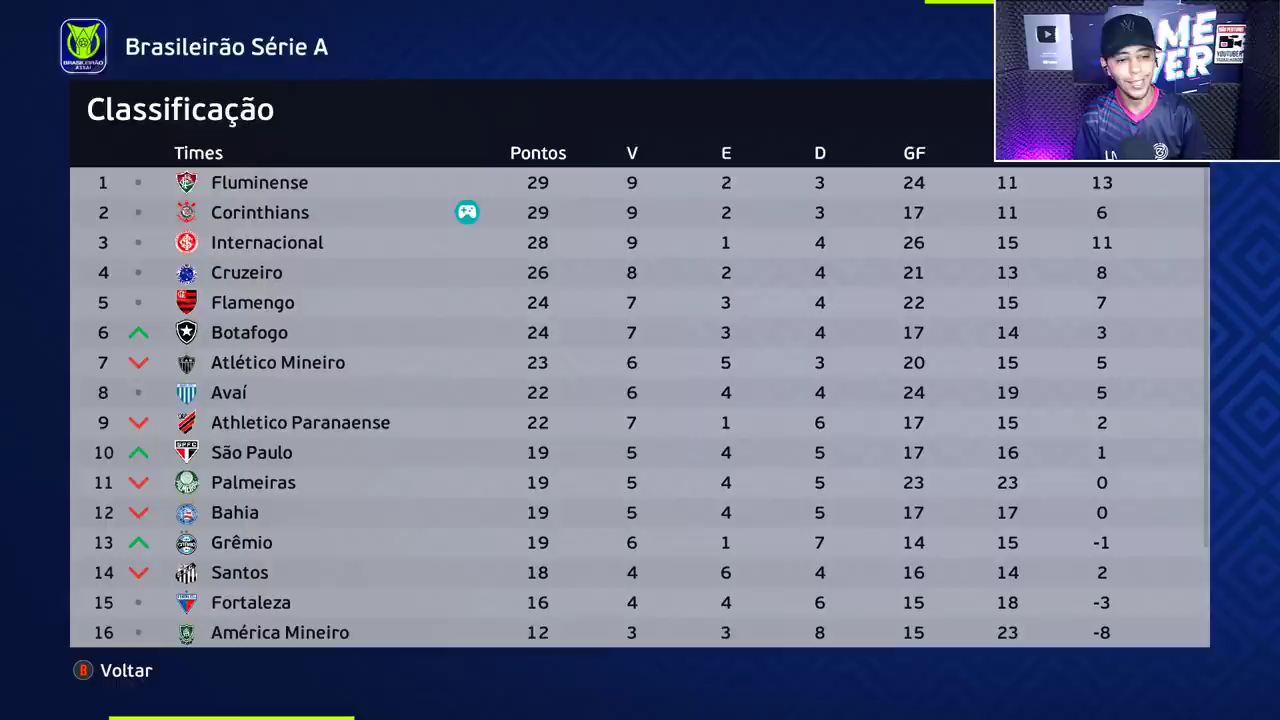 BRASILEIRÃO
ASSAÍ
Brasileirão Série A
Classificação
Times Pontos V E D GF
1 Fluminense 29 9 2 3 24 11 13
2 Corinthians 29 9 2 3 17 11 6
3 Internacional 28 9 1 4 26 15 11
4 Cruzeiro 26 8 2 4 21 13 8
5 Flamengo 24 7 3 4 22 15 7
6 Botafogo 24 7 3 4 17 14 3
7 Atlético Mineiro 23 6 5 3 20 15 5
8 Avaí 22 6 4 4 24 19 5
9 Athletico Paranaense 22 7 1 6 17 15 2
10 São Paulo 19 5 4 5 17 16 1
11 Palmeiras 19 5 4 5 23 23 0
12 Bahia 19 5 4 5 17 17 0
13 Grêmio 19 6 1 7 14 15 -1
14 Santos 18 4 6 4 16 14 2
15 Fortaleza 16 4 4 6 15 18 -3
16 América Mineiro 12 3 3 8 15 23 -8
B Voltar